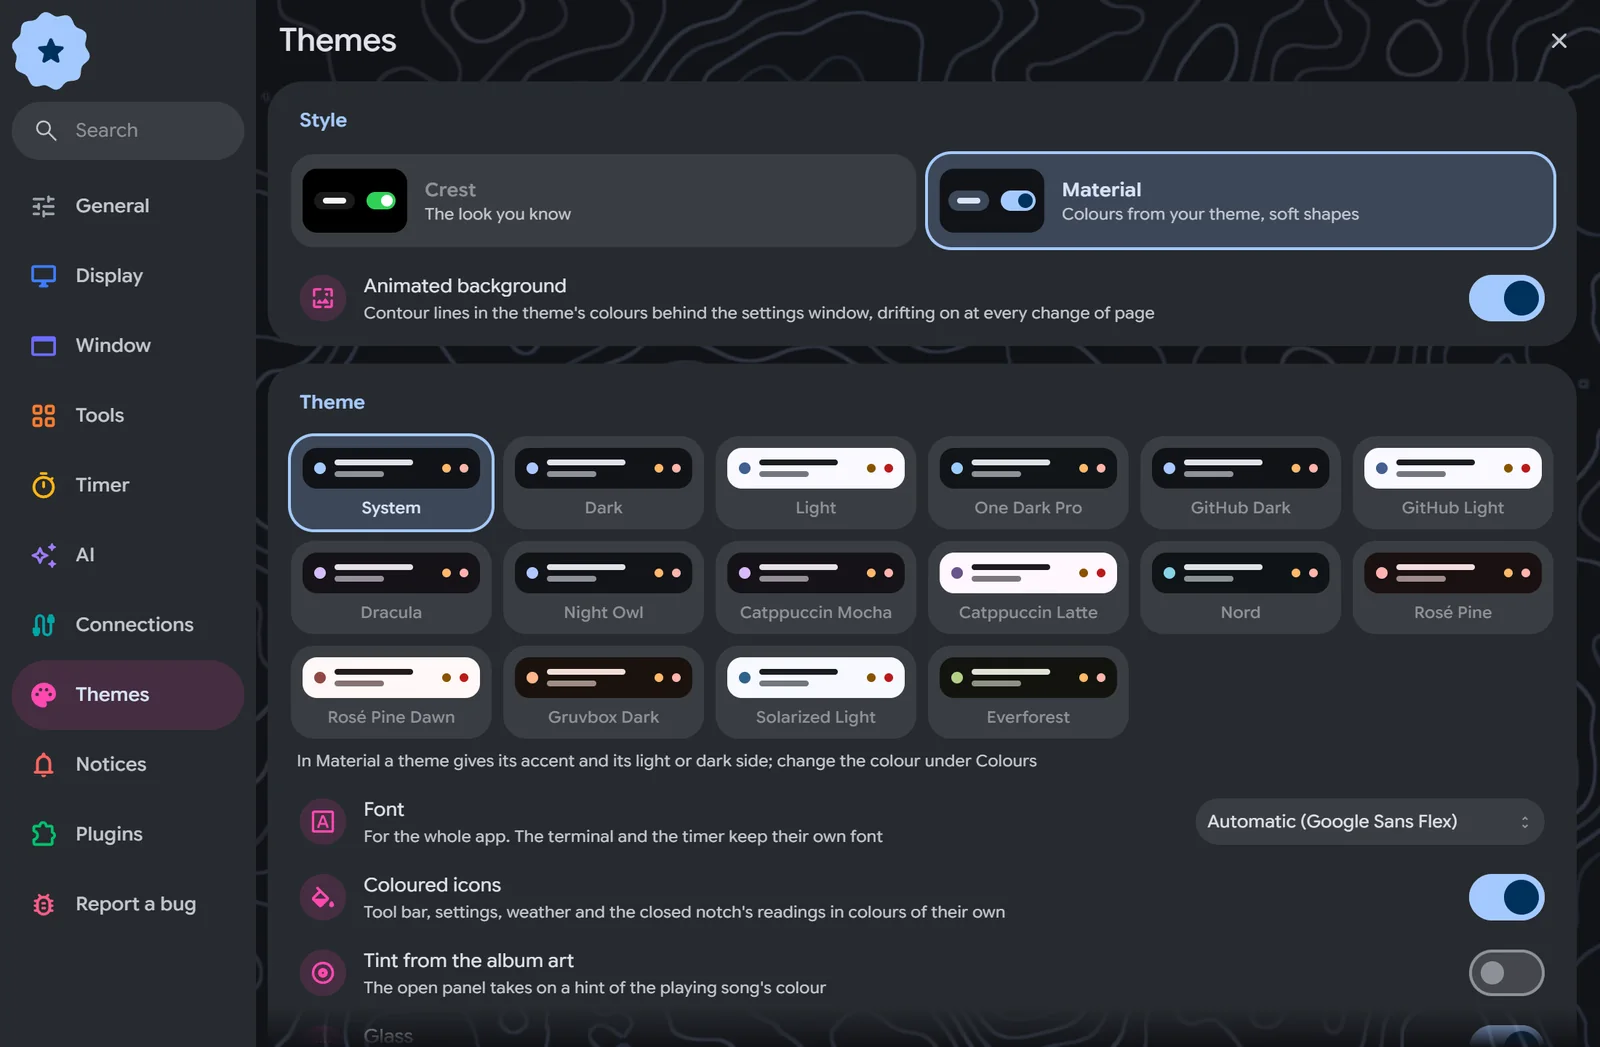 Themes
Search
General
Display
Window
Tools
Timer
AI
Connections
Themes
Notices
Plugins
Report a bug
Style
Crest
The look you know
Material
Colours from your theme, soft shapes
Animated background
Contour lines in the theme's colours behind the settings window, drifting on at every change of page
Theme
System
Dark
Light
One Dark Pro
GitHub Dark
GitHub Light
Dracula
Night Owl
Catppuccin Mocha
Catppuccin Latte
Nord
Rosé Pine
Rosé Pine Dawn
Gruvbox Dark
Solarized Light
Everforest
In Material a theme gives its accent and its light or dark side; change the colour under Colours
Font
For the whole app. The terminal and the timer keep their own font
Automatic (Google Sans Flex)
Coloured icons
Tool bar, settings, weather and the closed notch's readings in colours of their own
Tint from the album art
The open panel takes on a hint of the playing song's colour
Glass